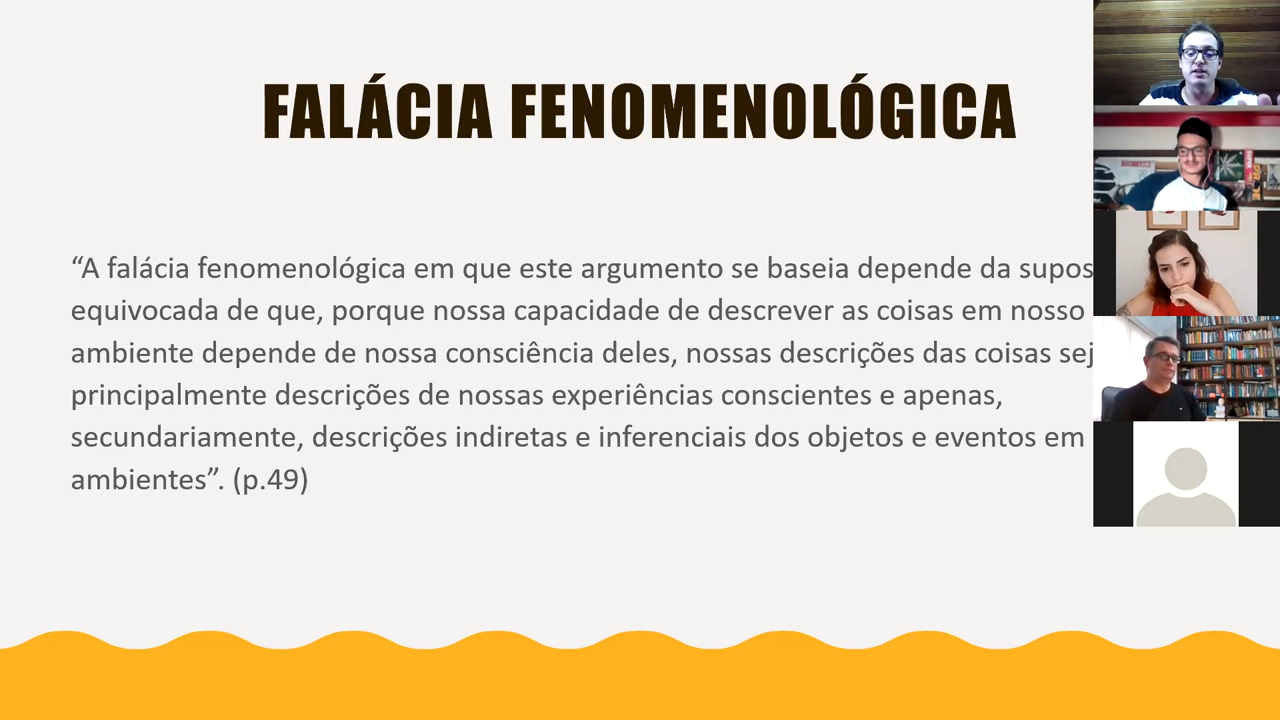 FALÁCIA FENOMENOLÓGICA
“A falácia fenomenológica em que este argumento se baseia depende da supos
equivocada de que, porque nossa capacidade de descrever as coisas em nosso
ambiente depende de nossa consciência deles, nossas descrições das coisas sej
principalmente descrições de nossas experiências conscientes e apenas,
secundariamente, descrições indiretas e inferenciais dos objetos e eventos em
ambientes”. (p.49)